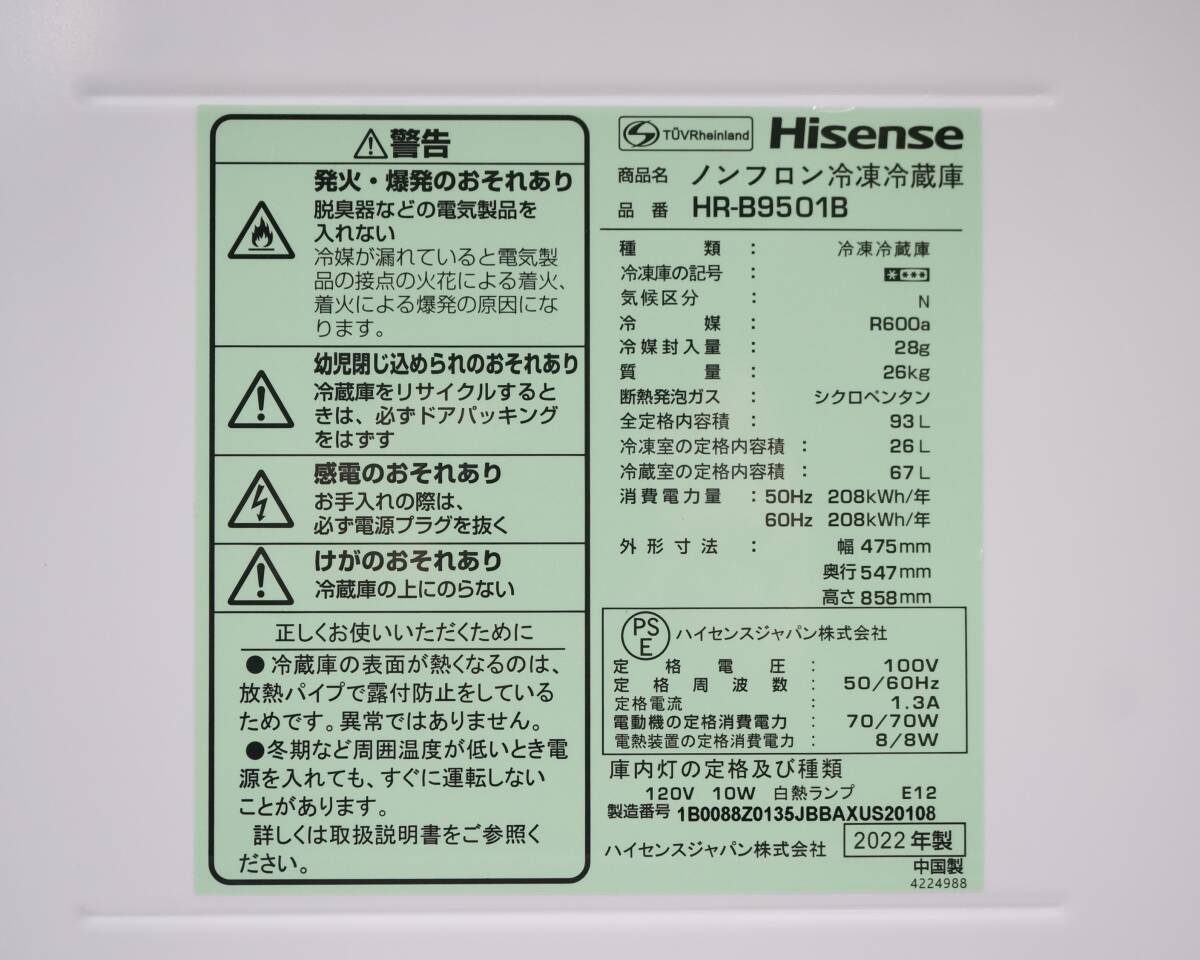 警告
発火・爆発のおそれあり
脱臭器などの電気製品を
入れない
冷媒が漏れていると電気製
品の接点の火花による着火、
着火による爆発の原因にな
ります。
幼児閉じ込められのおそれあり
冷蔵庫をリサイクルすると
きは、必ずドアパッキング
をはずす
感電のおそれあり
お手入れの際は、
必ず電源プラグを抜く
けがのおそれあり
冷蔵庫の上にのらない
正しくお使いいただくために
●冷蔵庫の表面が熱くなるのは、
放熱パイプで露付防止をしている
ためです。異常ではありません。
●冬期など周囲温度が低いとき電
源を入れても、すぐに運転しない
ことがあります。
詳しくは取扱説明書をご参照く
ださい。
TÜVRheinland Hisense
商品名 ノンフロン冷凍冷蔵庫
品番 HR-B9501B
種類 : 冷凍冷蔵庫
冷凍庫の記号 : ****
気候区分 : N
冷媒 : R600a
冷媒封入量 : 28g
質量 : 26kg
断熱発泡ガス : シクロペンタン
全定格内容積 : 93L
冷凍室の定格内容積 : 26L
冷蔵室の定格内容積 : 67L
消費電力量 : 50Hz 208kWh/年
60Hz 208kWh/年
外形寸法 : 幅 475mm
奥行 547mm
高さ 858mm
PSE ハイセンスジャパン株式会社
定格電圧 : 100V
定格周波数 : 50/60Hz
定格電流 : 1.3A
電動機の定格消費電力 : 70/70W
電熱装置の定格消費電力 : 8/8W
庫内灯の定格及び種類
120V 10W 白熱ランプ E12
製造番号 1B0088Z0135JBBAXUS20108
ハイセンスジャパン株式会社 2022年製
中国製
4224988